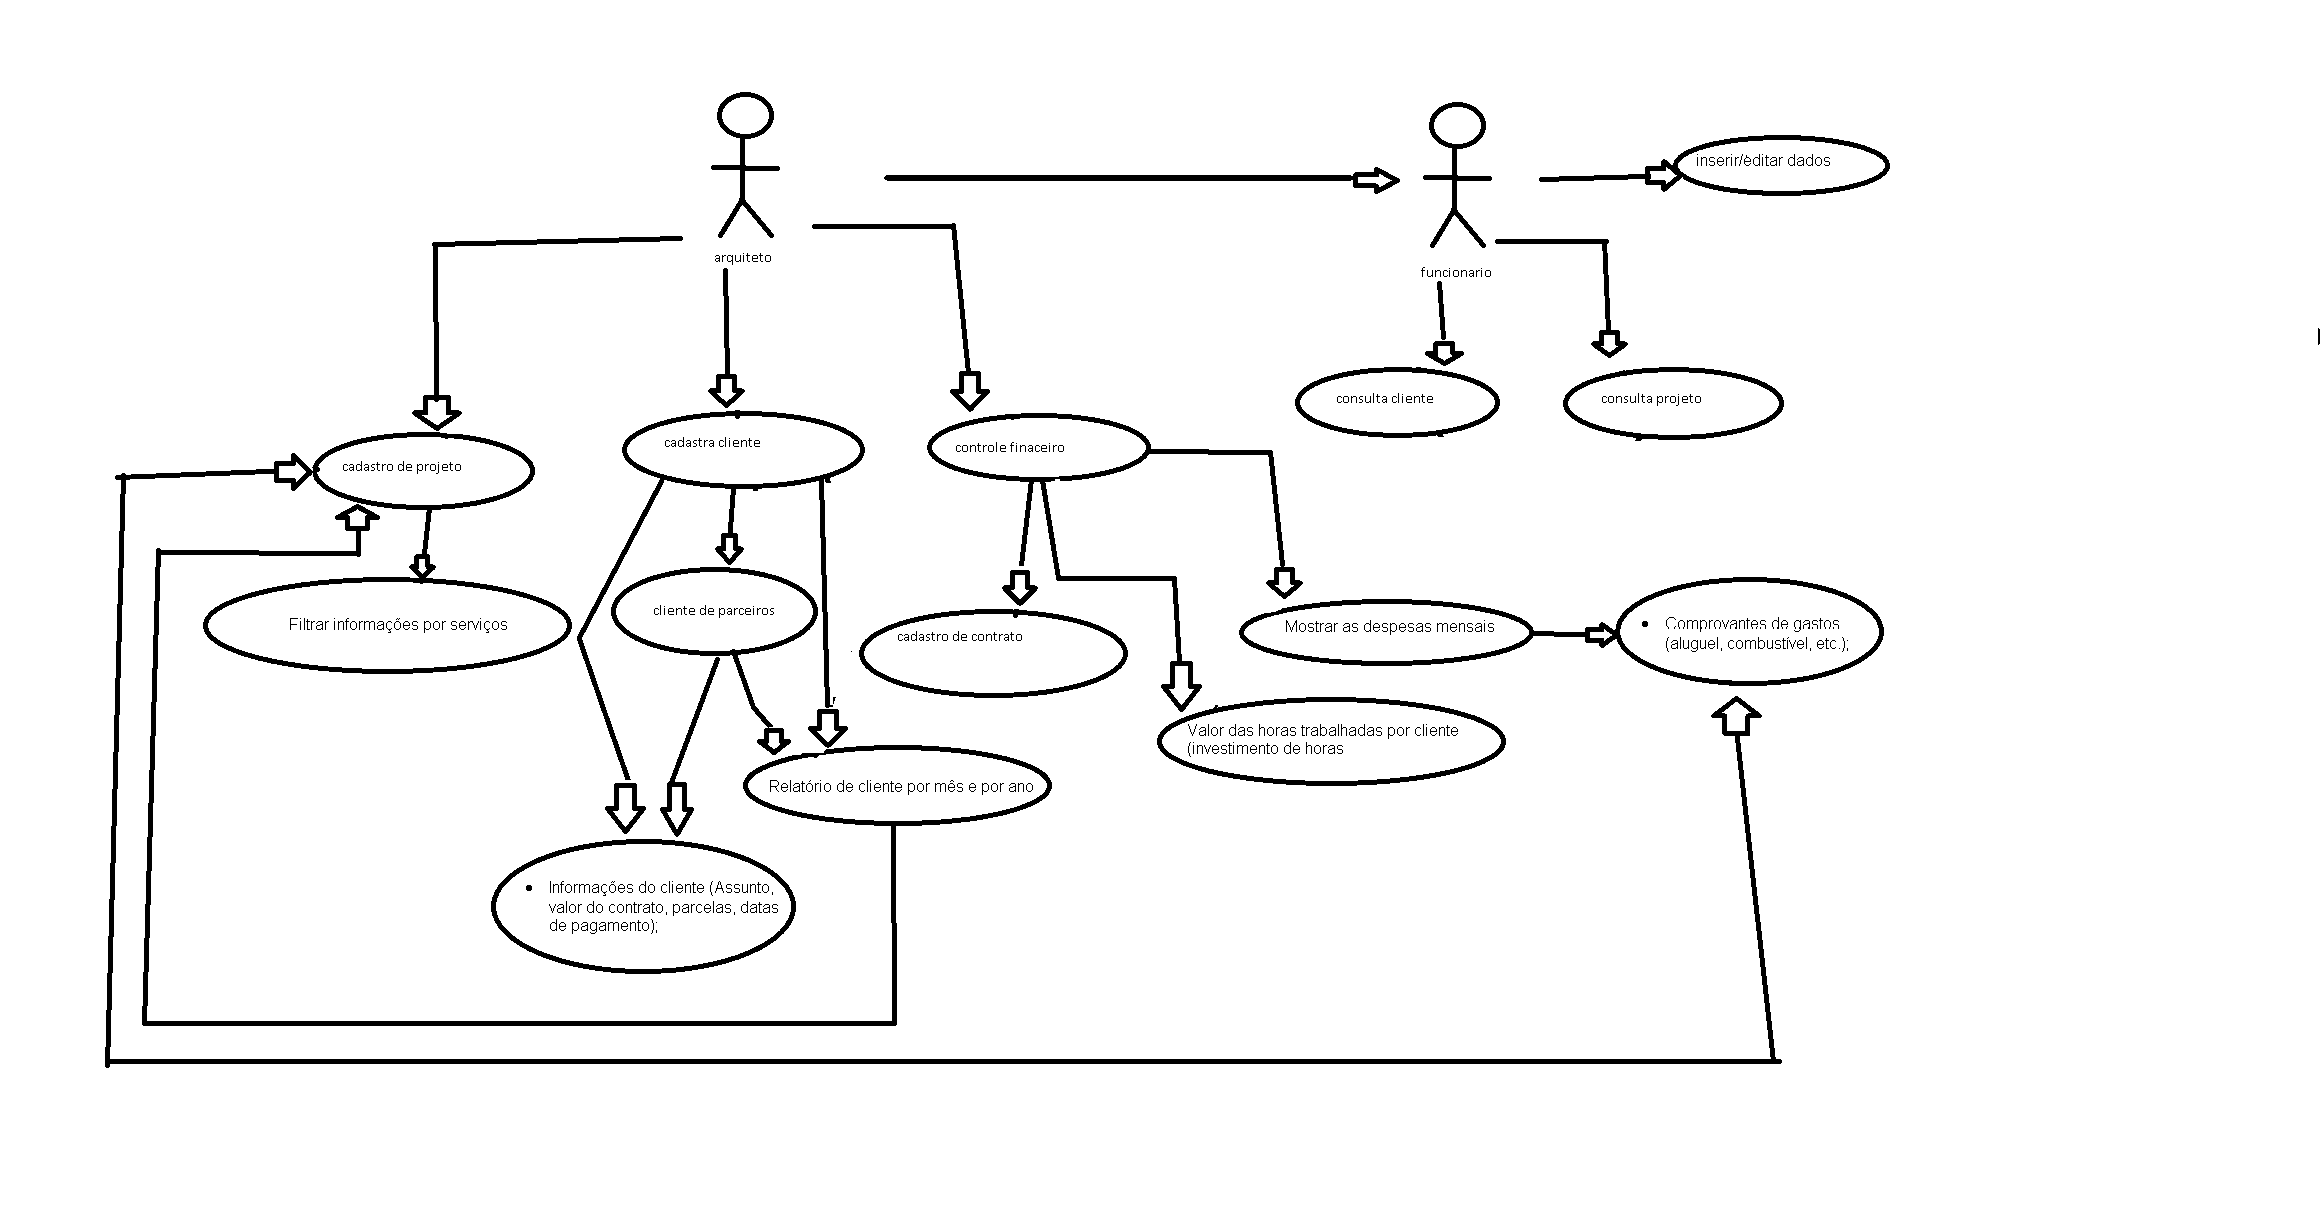 inserir/editar dados
arquiteto
funcionario
consulta cliente
consulta projeto
cadastro de projeto
cadastra cliente
controle finaceiro
Filtrar informações por serviços
cliente de parceiros
cadastro de contrato
Mostrar as despesas mensais
• Comprovantes de gastos
(aluguel, combustível, etc.);
Valor das horas trabalhadas por cliente
(investimento de horas
Relatório de cliente por mês e por ano
• Informações do cliente (Assunto,
valor do contrato, parcelas, datas
de pagamento);